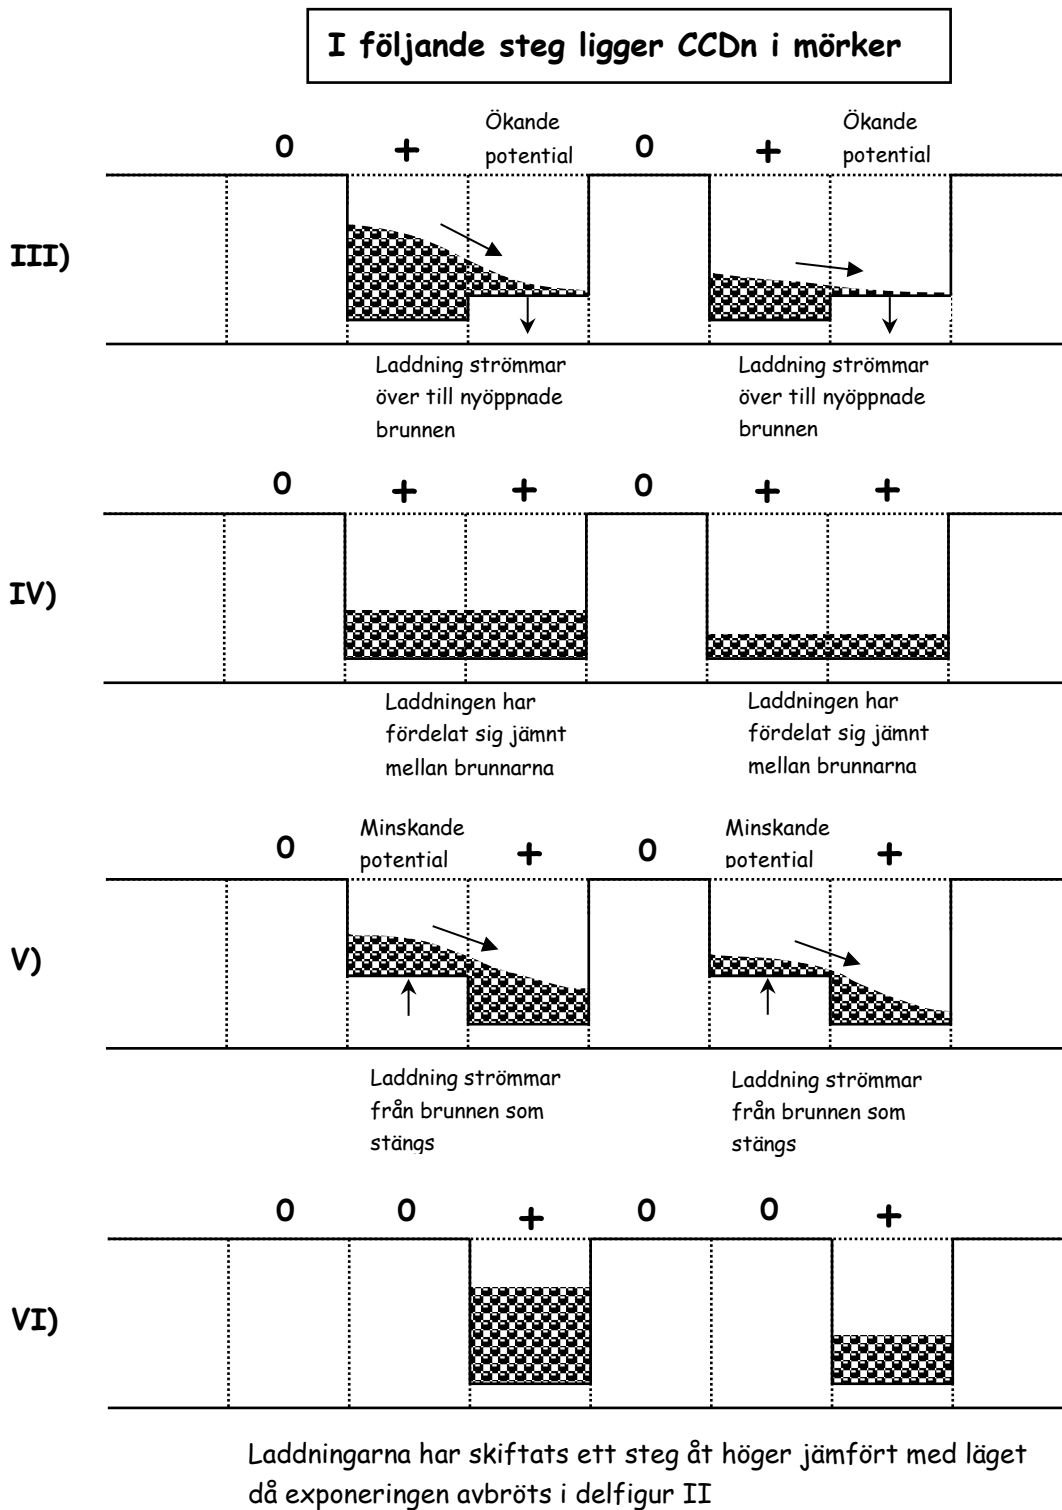 I följande steg ligger CCDn i mörker
0 + Ökande potential 0 + Ökande potential
III)
Laddning strömmar
över till nyöppnade
brunnen
Laddning strömmar
över till nyöppnade
brunnen
0 + + 0 + +
IV)
Laddningen har
fördelat sig jämnt
mellan brunnarna
Laddningen har
fördelat sig jämnt
mellan brunnarna
0 Minskande potential + 0 Minskande potential +
V)
Laddning strömmar
från brunnen som
stängs
Laddning strömmar
från brunnen som
stängs
0 0 + 0 0 +
VI)
Laddningarna har skiftats ett steg åt höger jämfört med läget
då exponeringen avbröts i delfigur II